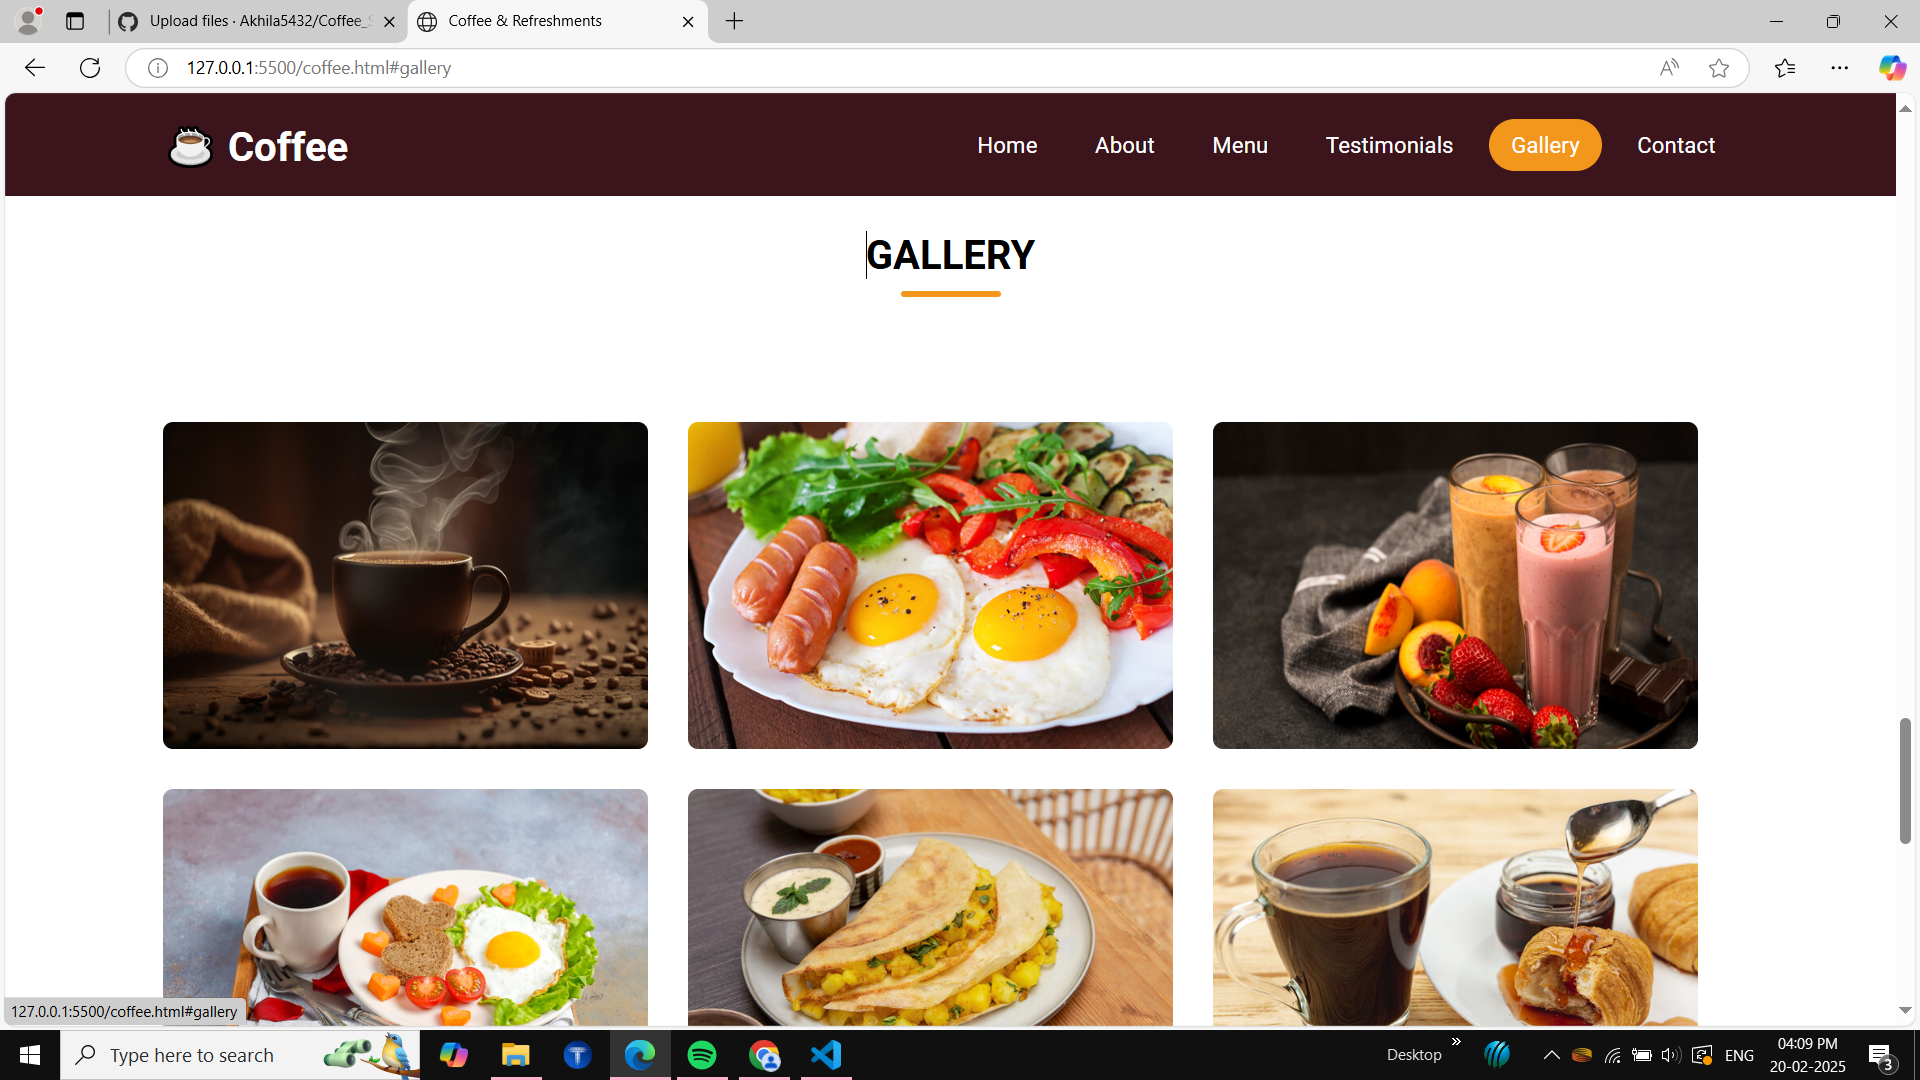 Upload files · Akhila5432/Coffee_S
Coffee & Refreshments
127.0.0.1:5500/coffee.html#gallery
Coffee
Home
About
Menu
Testimonials
Gallery
Contact
GALLERY
127.0.0.1:5500/coffee.html#gallery
Type here to search
Desktop
ENG
04:09 PM
20-02-2025
3